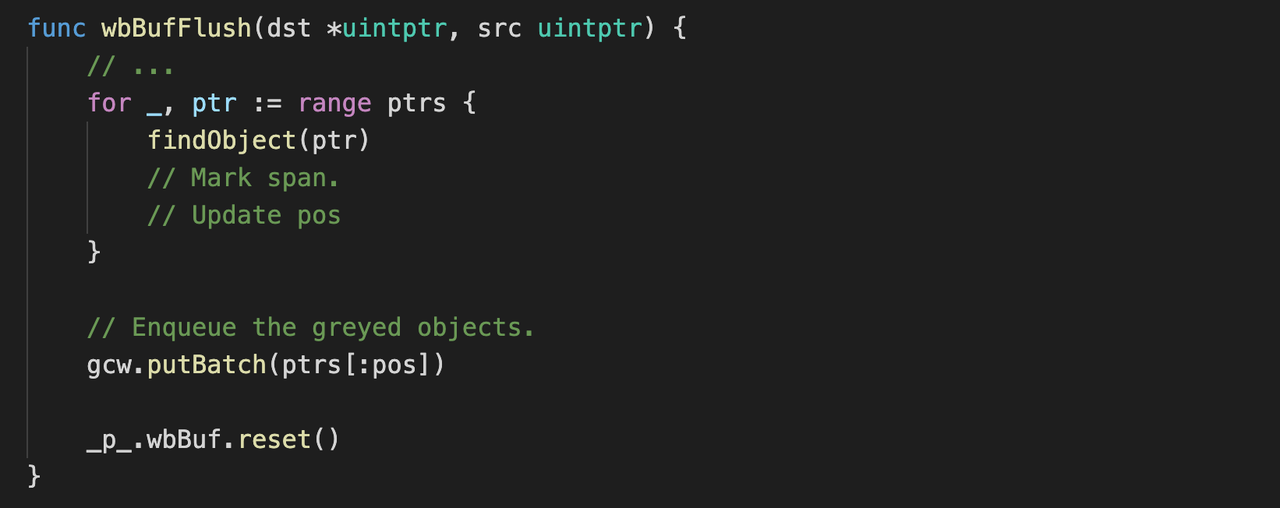 func wbBufFlush(dst *uintptr, src uintptr) {
    // ...
    for _, ptr := range ptrs {
        findObject(ptr)
        // Mark span.
        // Update pos
    }

    // Enqueue the greyed objects.
    gcw.putBatch(ptrs[:pos])

    _p_.wbBuf.reset()
}